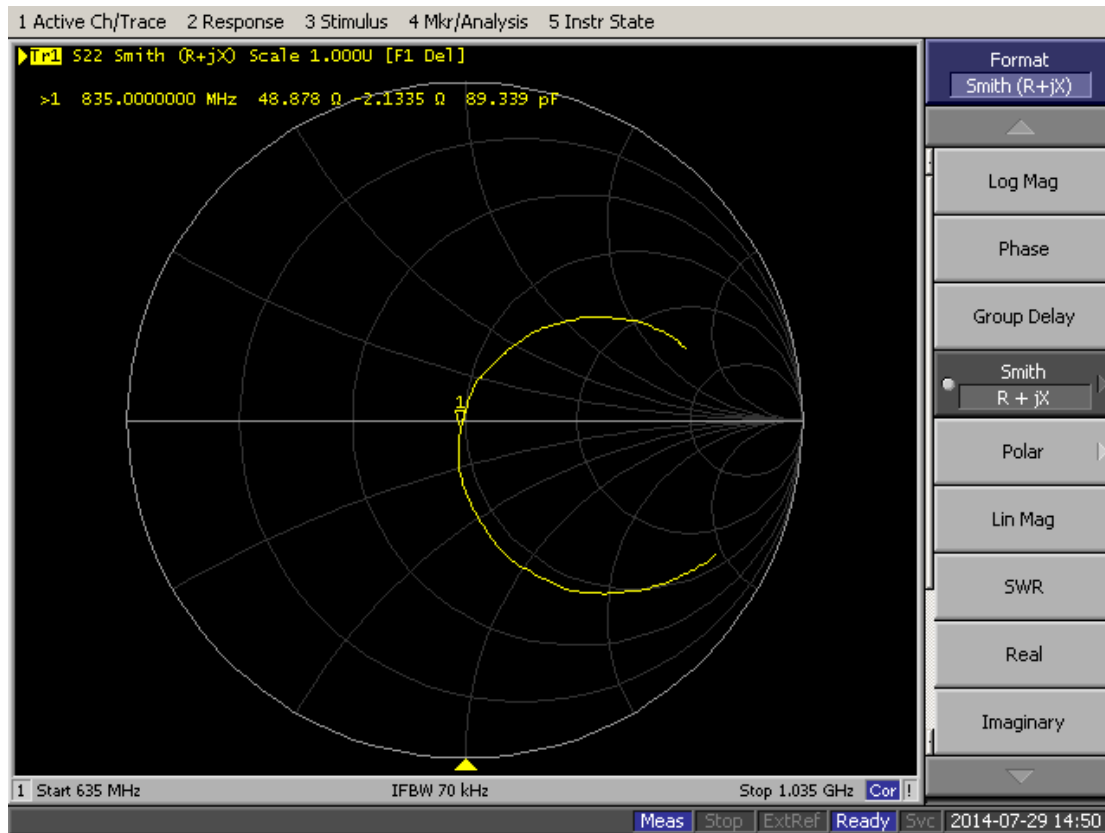 1 Active Ch/Trace 2 Response 3 Stimulus 4 Mkr/Analysis 5 Instr State
Tr1 S22 Smith (R+jX) Scale 1.000U [F1 Del]
>1 835.0000000 MHz 48.878 Ω -2.1335 Ω 89.339 pF
1
Format
Smith (R+jX)
Log Mag
Phase
Group Delay
Smith
R + jX
Polar
Lin Mag
SWR
Real
Imaginary
1 Start 635 MHz IFBW 70 kHz Stop 1.035 GHz Cor !
Meas Stop ExtRef Ready Svc 2014-07-29 14:50